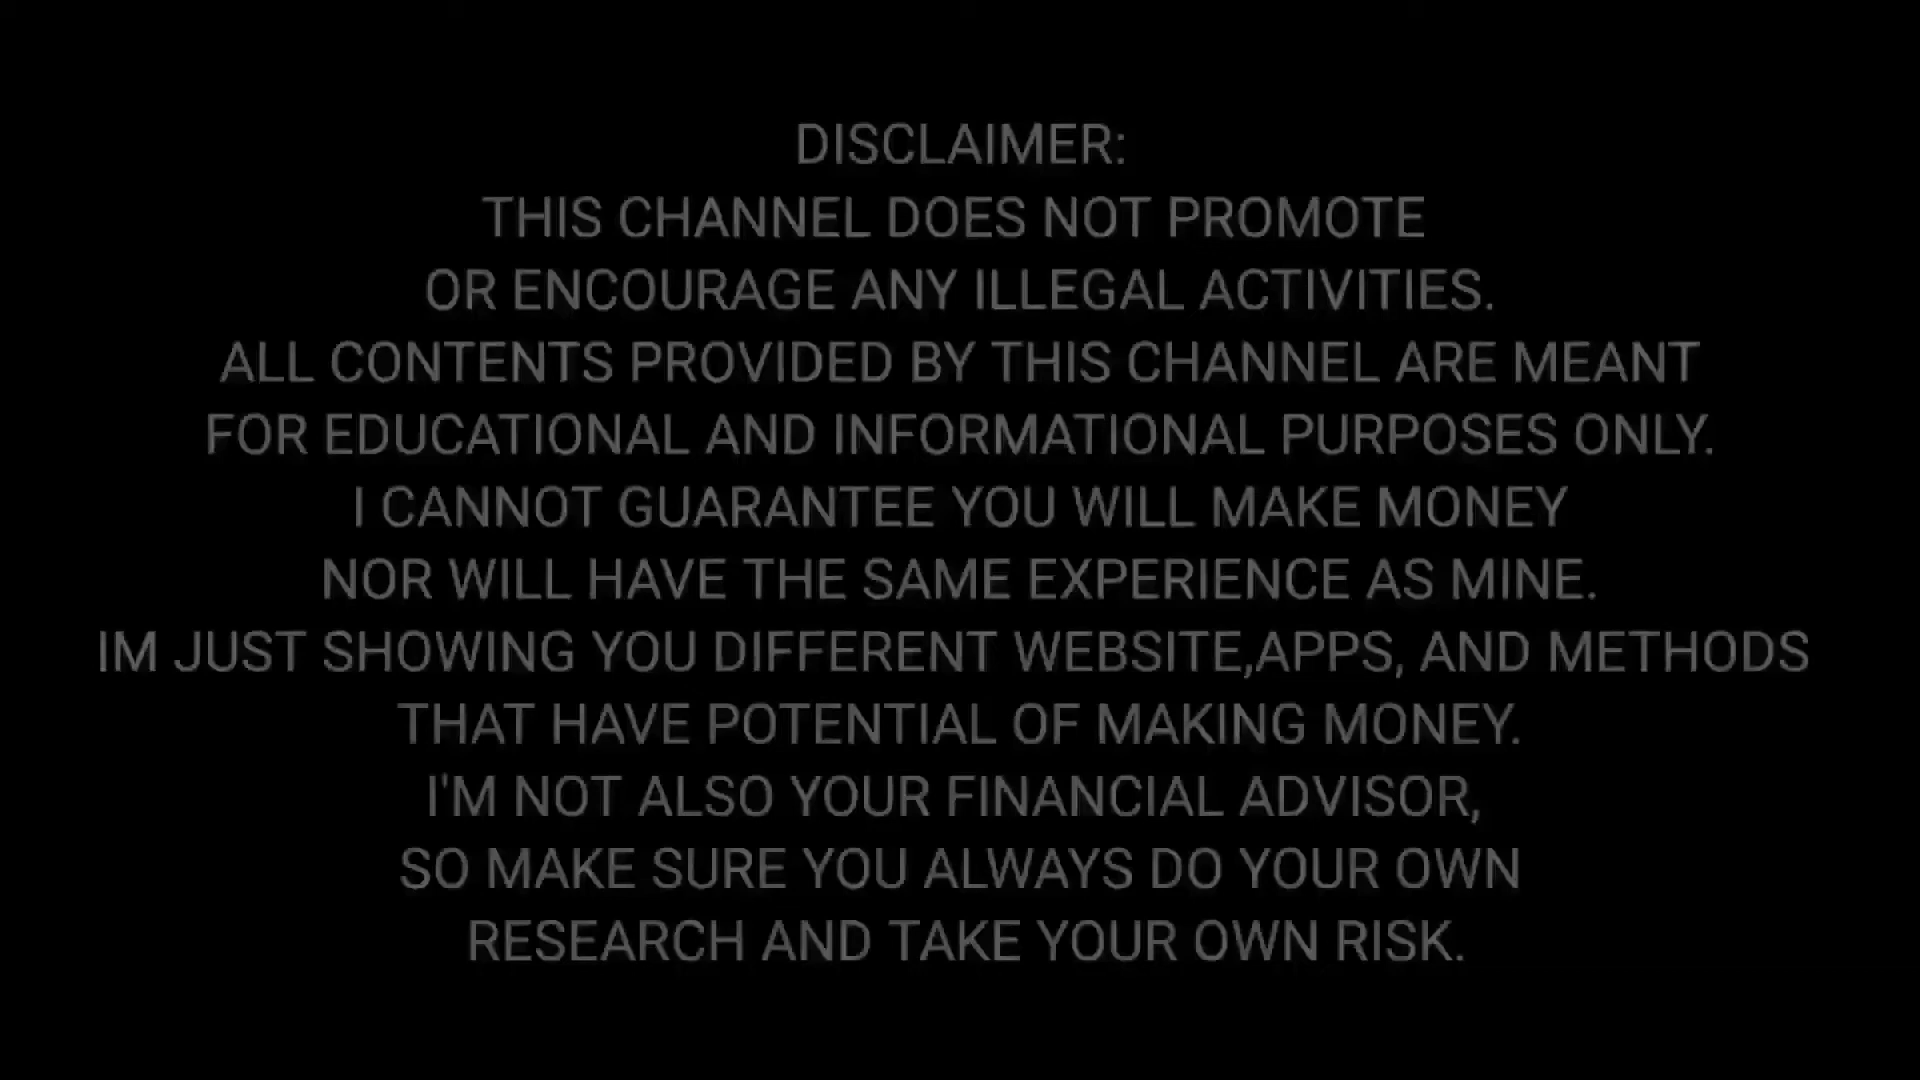 DISCLAIMER:
THIS CHANNEL DOES NOT PROMOTE
OR ENCOURAGE ANY ILLEGAL ACTIVITIES.
ALL CONTENTS PROVIDED BY THIS CHANNEL ARE MEANT
FOR EDUCATIONAL AND INFORMATIONAL PURPOSES ONLY.
I CANNOT GUARANTEE YOU WILL MAKE MONEY
NOR WILL HAVE THE SAME EXPERIENCE AS MINE.
IM JUST SHOWING YOU DIFFERENT WEBSITE,APPS, AND METHODS
THAT HAVE POTENTIAL OF MAKING MONEY.
I'M NOT ALSO YOUR FINANCIAL ADVISOR,
SO MAKE SURE YOU ALWAYS DO YOUR OWN
RESEARCH AND TAKE YOUR OWN RISK.